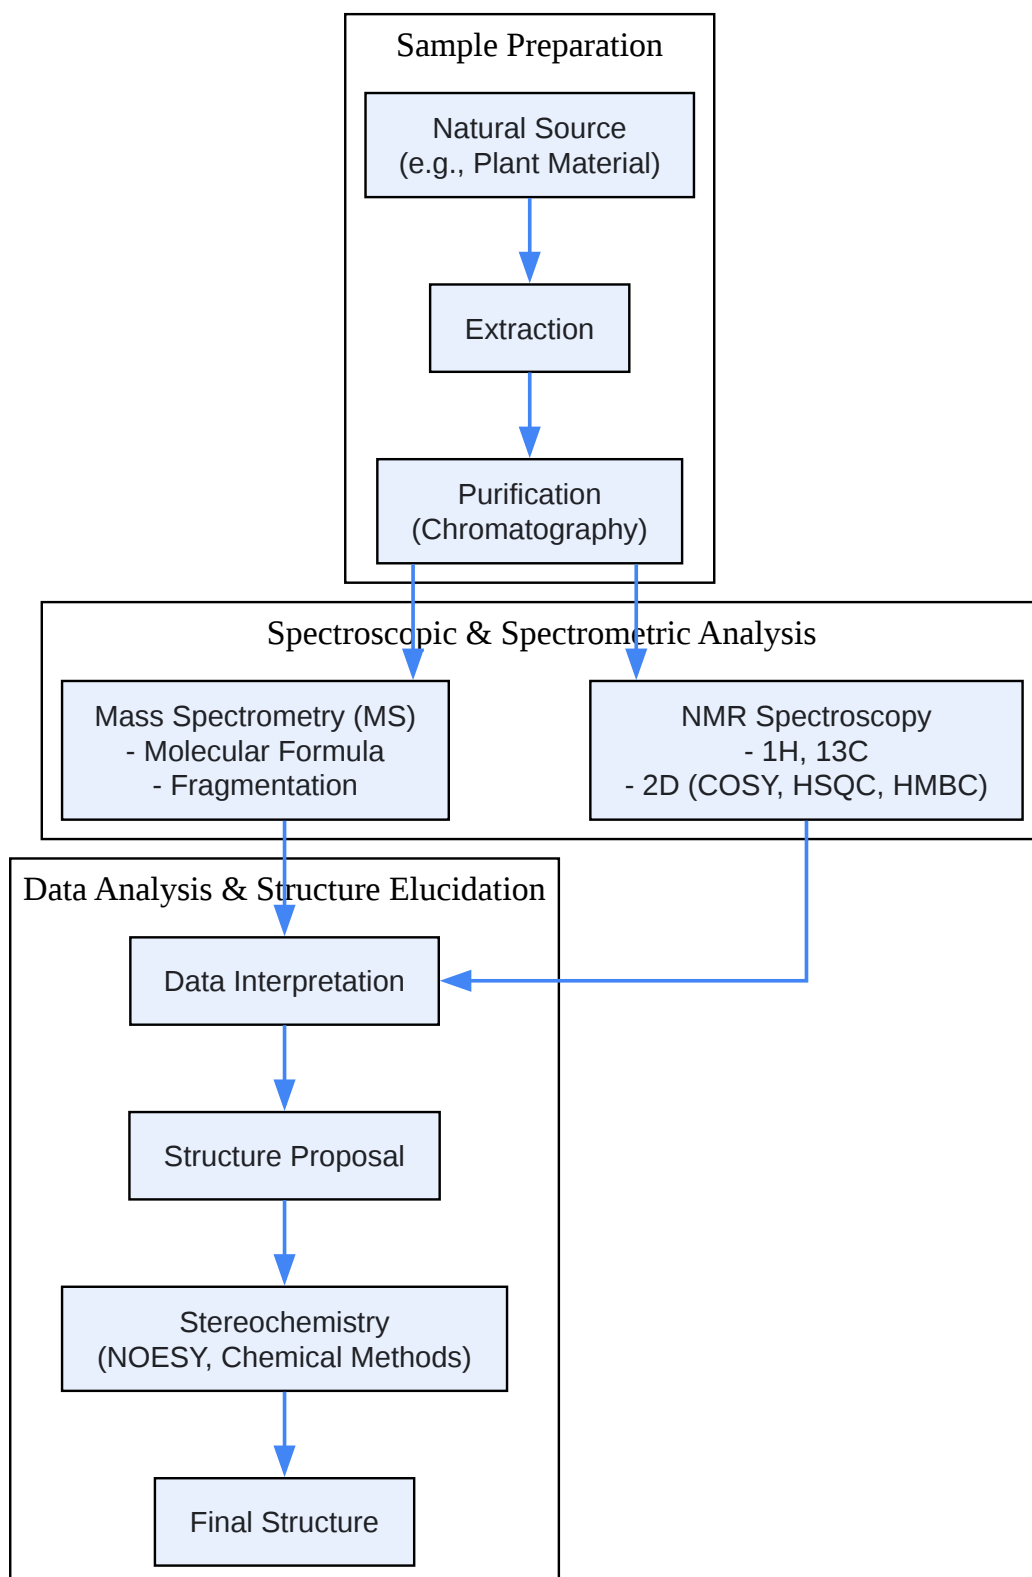 Sample Preparation
Natural Source
(e.g., Plant Material)
Extraction
Purification
(Chromatography)
Spectroscopic & Spectrometric Analysis
Mass Spectrometry (MS)
- Molecular Formula
- Fragmentation
NMR Spectroscopy
- 1H, 13C
- 2D (COSY, HSQC, HMBC)
Data Analysis & Structure Elucidation
Data Interpretation
Structure Proposal
Stereochemistry
(NOESY, Chemical Methods)
Final Structure